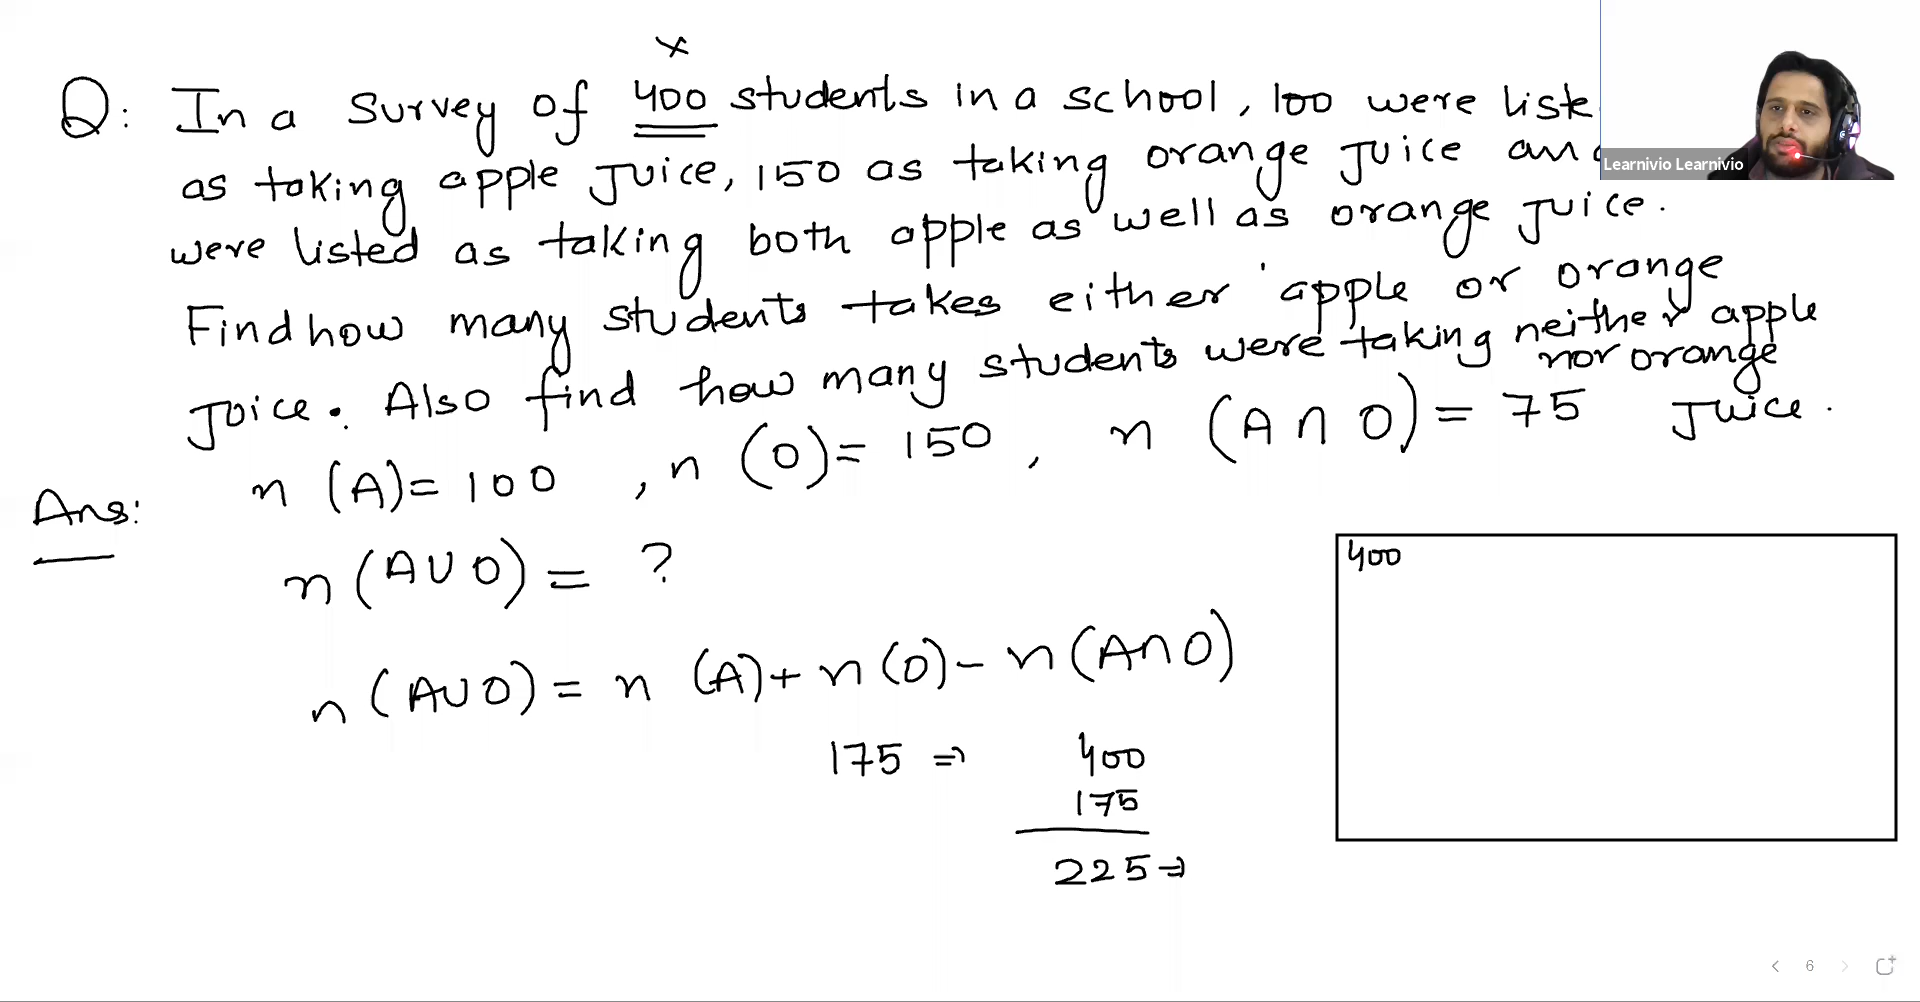 x
Q: In a survey of 400 students in a school, 100 were liste
as taking apple juice, 150 as taking orange juice an
were listed as taking both apple as well as orange juice.
Find how many students takes either apple or orange
joice. Also find how many students were taking neither apple
nor orange
juice.
Learnivio Learnivio
Ans: n (A) = 100 , n (O) = 150 , n (A ∩ O) = 75
n (A ∪ O) = ?
n (A ∪ O) = n (A) + n (O) - n (A ∩ O)
175 ⇒ 400
175
225 ⇒
400
6